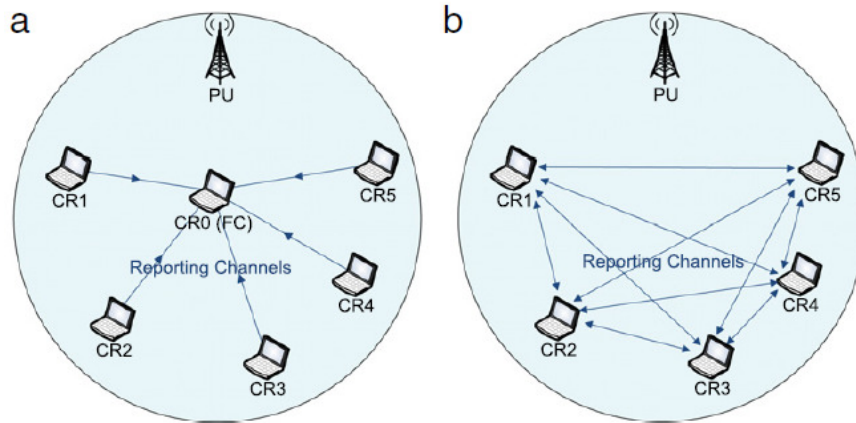 a
PU
CR1
CR5
CR0 (FC)
Reporting Channels
CR4
CR2
CR3
b
PU
CR1
CR5
Reporting Channels
CR4
CR2
CR3